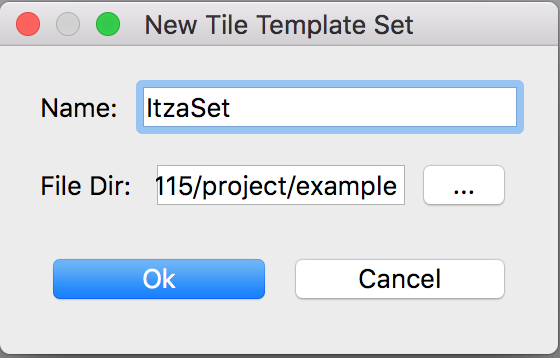 New Tile Template Set
Name: ItzaSet
File Dir: 115/project/example ...
Ok Cancel